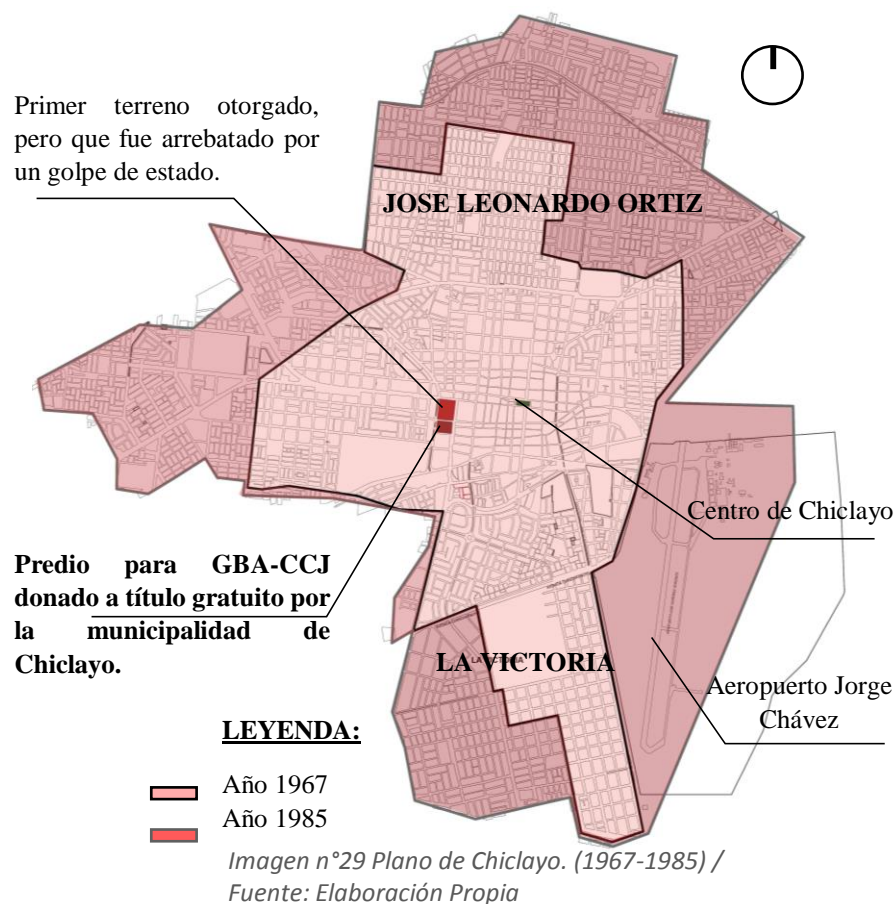 Primer terreno otorgado,
pero que fue arrebatado por
un golpe de estado.
JOSE LEONARDO ORTIZ
Centro de Chiclayo
Predio para GBA-CCJ
donado a título gratuito por
la municipalidad de
Chiclayo.
LA VICTORIA
LA VICTORIA
Aeropuerto Jorge
Chávez
LEYENDA:
Año 1967
Año 1985
Imagen n°29 Plano de Chiclayo. (1967-1985) /
Fuente: Elaboración Propia